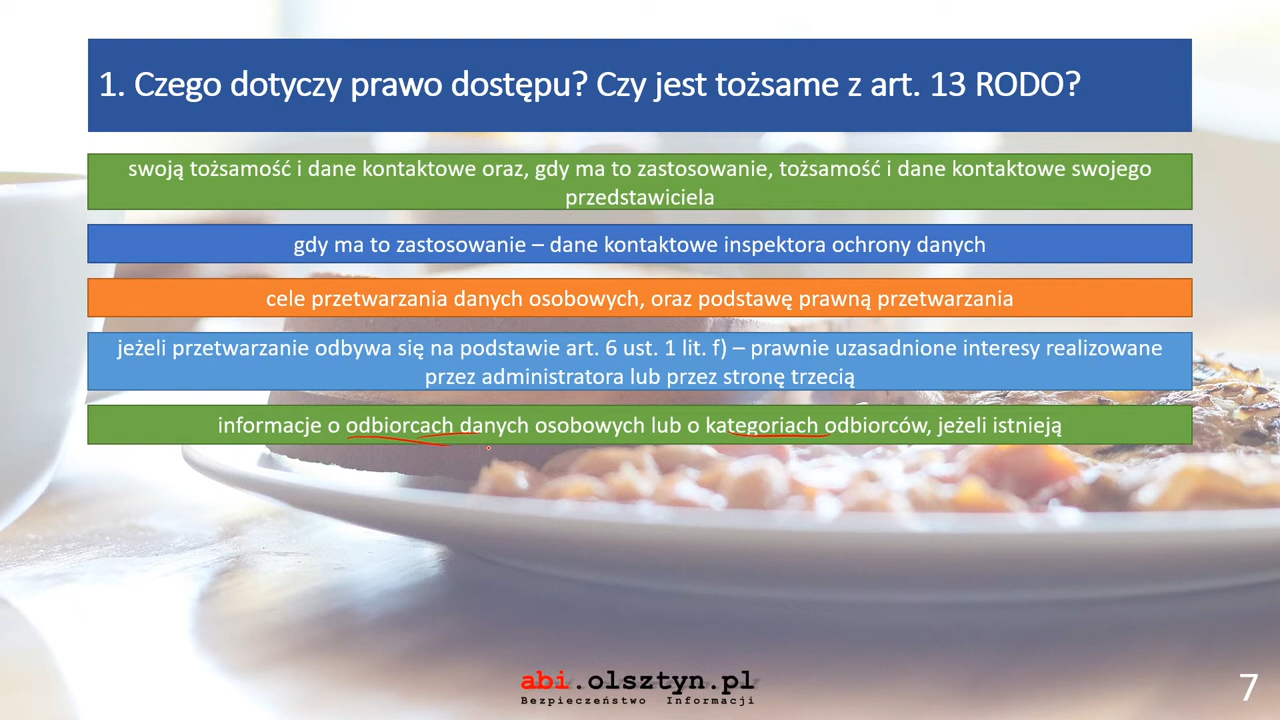 1. Czego dotyczy prawo dostępu? Czy jest tożsame z art. 13 RODO?
swoją tożsamość i dane kontaktowe oraz, gdy ma to zastosowanie, tożsamość i dane kontaktowe swojego
przedstawiciela
gdy ma to zastosowanie – dane kontaktowe inspektora ochrony danych
cele przetwarzania danych osobowych, oraz podstawę prawną przetwarzania
jeżeli przetwarzanie odbywa się na podstawie art. 6 ust. 1 lit. f) – prawnie uzasadnione interesy realizowane
przez administratora lub przez stronę trzecią
informacje o odbiorcach danych osobowych lub o kategoriach odbiorców, jeżeli istnieją
abi.olsztyn.pl
Bezpieczeństwo Informacji
7